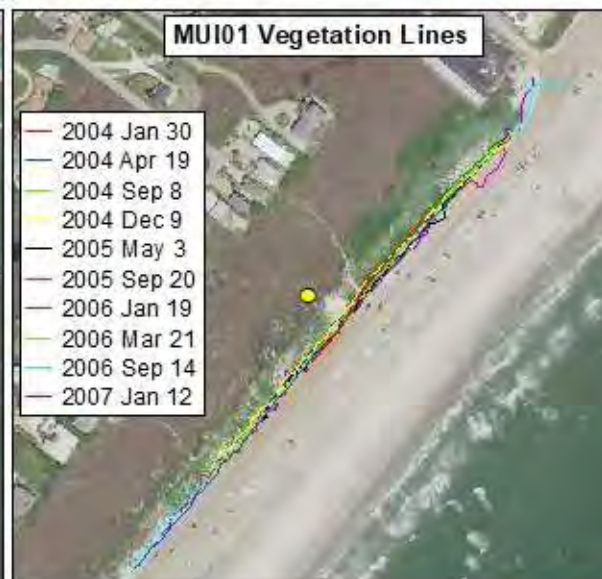 MUI01 Vegetation Lines
2004 Jan 30
2004 Apr 19
2004 Sep 8
2004 Dec 9
2005 May 3
2005 Sep 20
2006 Jan 19
2006 Mar 21
2006 Sep 14
2007 Jan 12